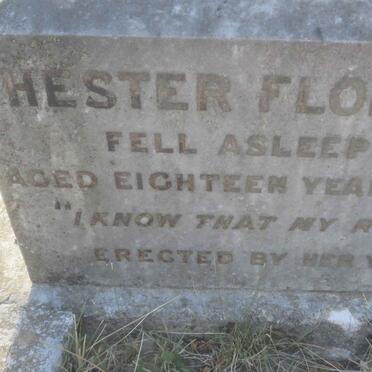 HESTER FLO
FELL ASLEEP
AGED EIGHTEEN YEA
"I KNOW THAT MY R
ERECTED BY HER